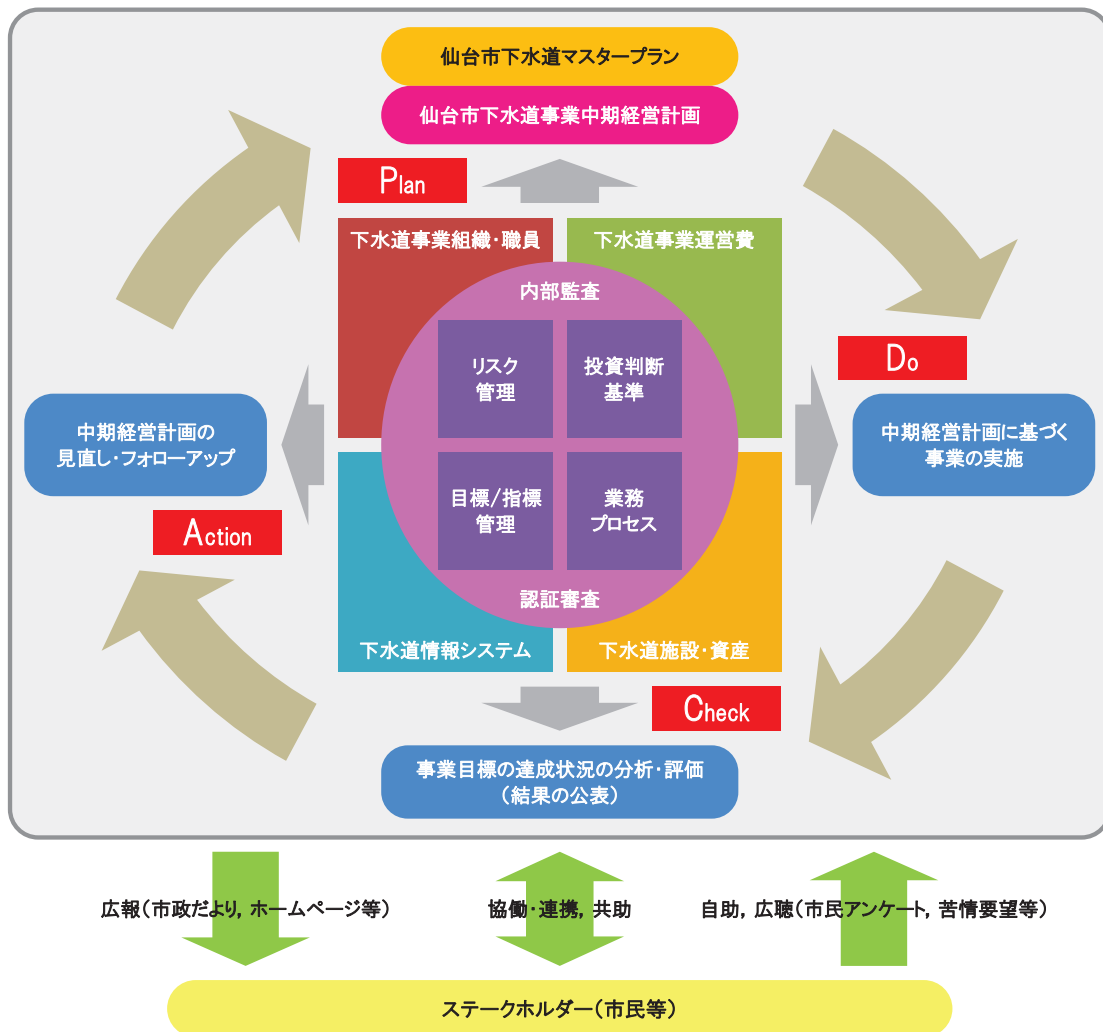 仙台市下水道マスタープラン
仙台市下水道事業中期経営計画
Plan
下水道事業組織・職員
下水道事業運営費
内部監査
リスク
管理
投資判断
基準
Do
中期経営計画の
見直し・フォローアップ
中期経営計画に基づく
事業の実施
目標/指標
管理
業務
プロセス
Action
認証審査
下水道情報システム
下水道施設・資産
Check
事業目標の達成状況の分析・評価
（結果の公表）
広報（市政だより，ホームページ等）
協働・連携，共助
自助，広聴（市民アンケート，苦情要望等）
ステークホルダー（市民等）